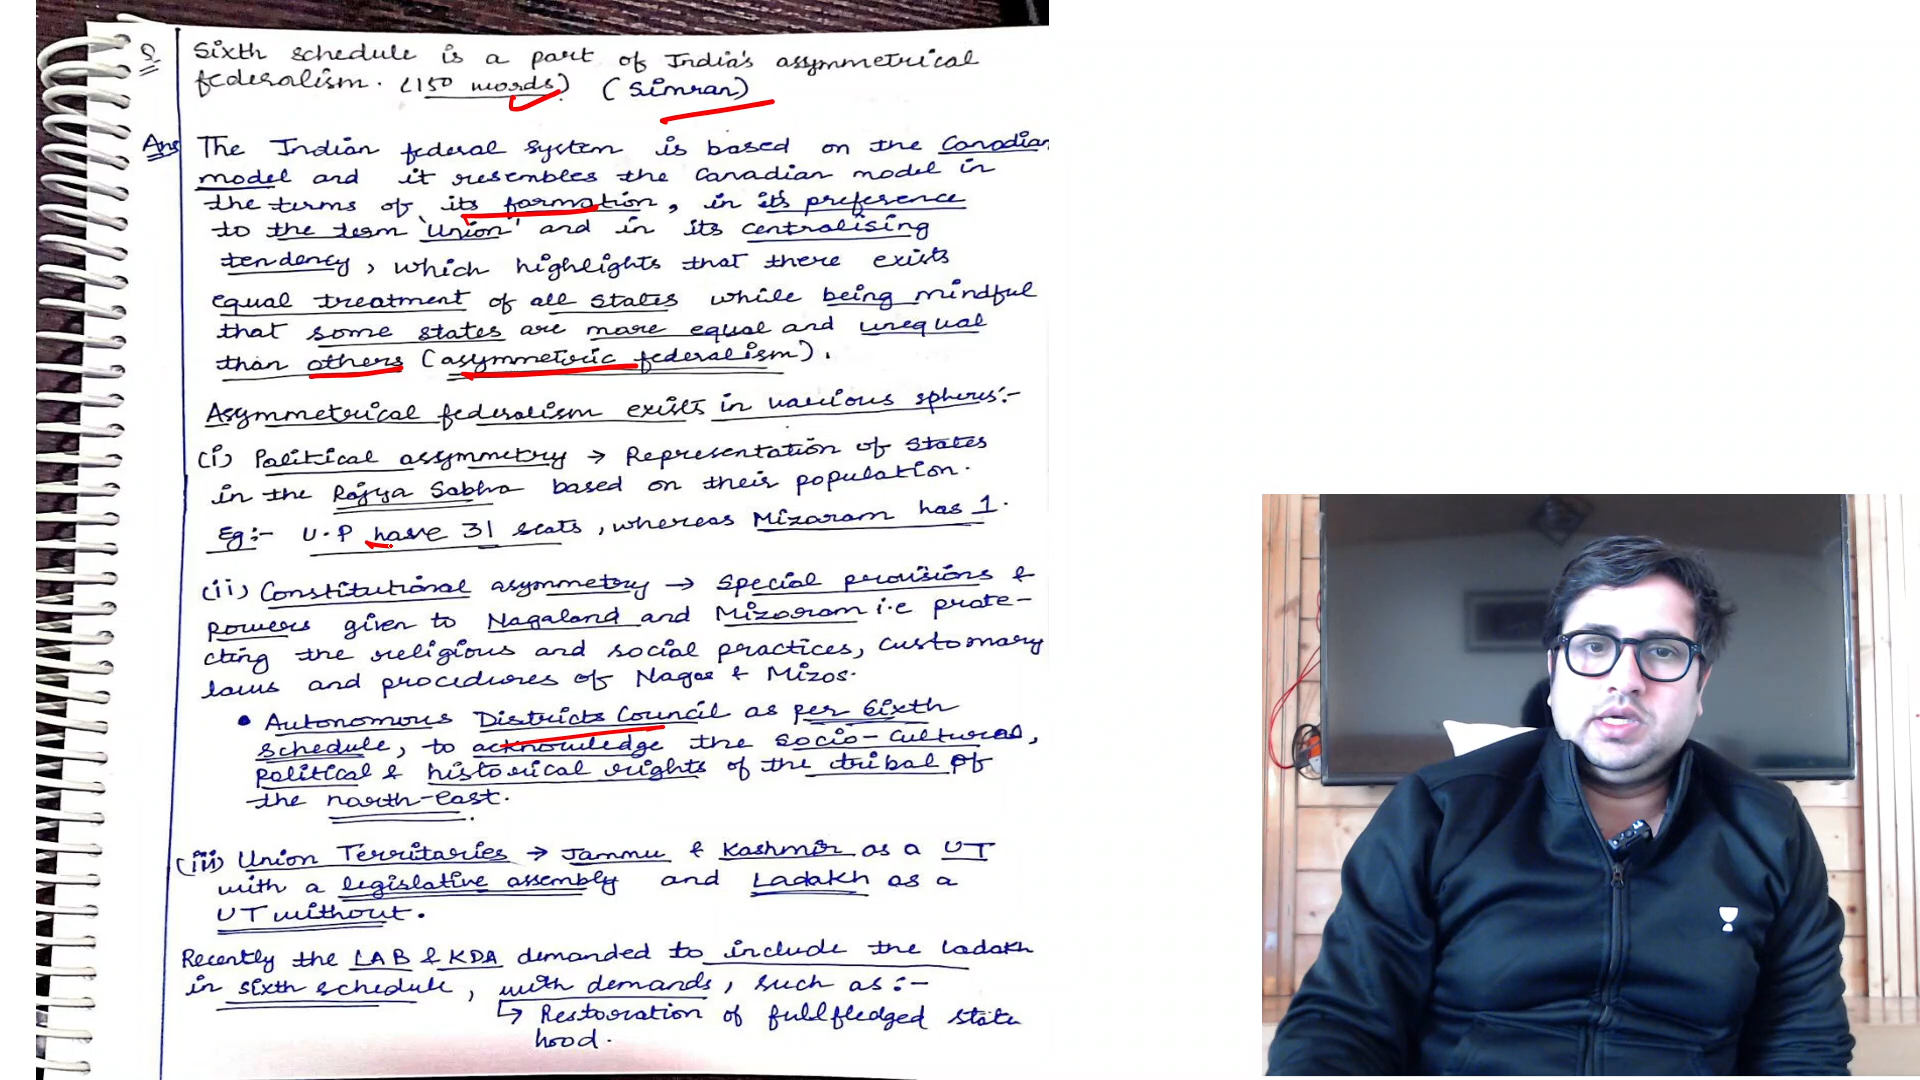 Q. Sixth schedule is a part of India's assymmetrical
federalism. (150 words) (Simran)
Ans The Indian federal system is based on the Canadian
model and it resembles the Canadian model in
the terms of its formation, in its preference
to the term 'Union' and in its centralising
tendency, which highlights that there exists
equal treatment of all states while being mindful
that some states are more equal and unequal
than others (asymmetric federalism).
Asymmetrical federalism exists in various spheres:-
(i) Political assymmetry → Representation of States
in the Rajya Sabha based on their population.
Eg:- U.P have 31 seats, whereas Mizoram has 1.
(ii) Constitutional asymmetry → Special provisions &
powers given to Nagaland and Mizoram i.e prote-
cting the religious and social practices, customary
laws and procedures of Nagas & Mizos.
• Autonomous Districts Council as per Sixth
schedule, to acknowledge the socio-cultural,
political & historical rights of the tribal of
the north-east.
(iii) Union Territories → Jammu & Kashmir as a UT
with a legislative assembly and Ladakh as a
UT without.
Recently the LAB & KDA demanded to include the Ladakh
in sixth schedule, with demands, such as:-
↳ Restoration of fullfledged state
hood.